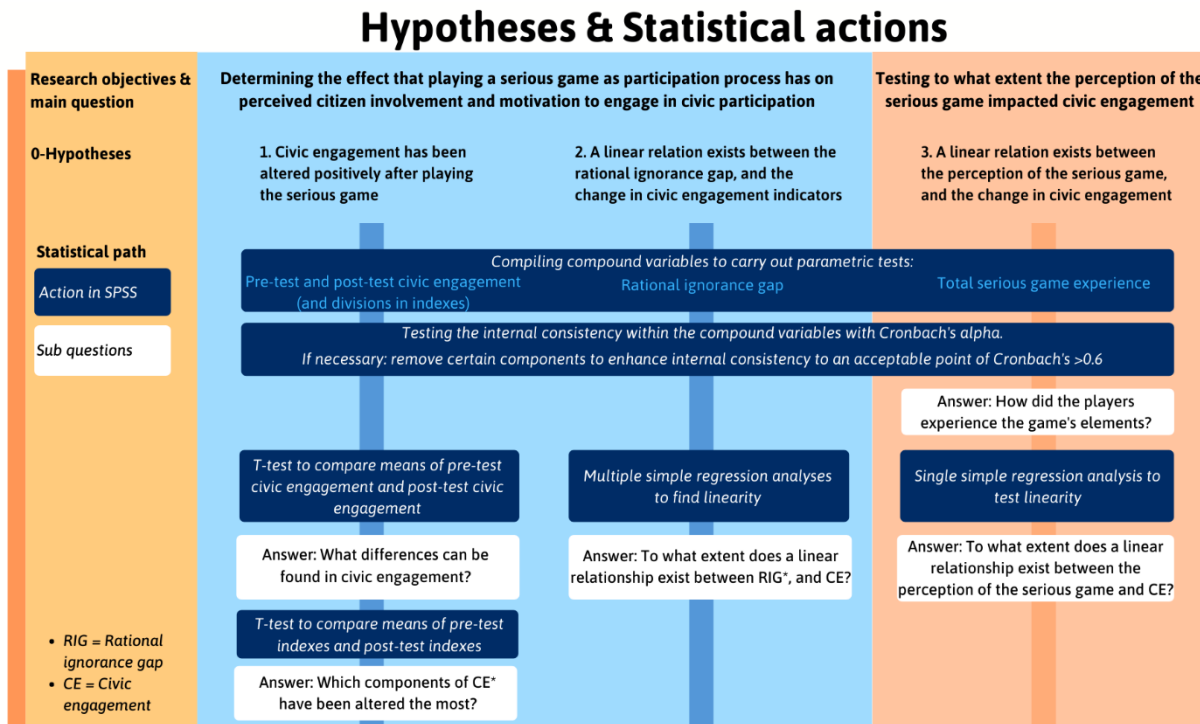 Hypotheses & Statistical actions
Research objectives &
main question
Determining the effect that playing a serious game as participation process has on
perceived citizen involvement and motivation to engage in civic participation
Testing to what extent the perception of the
serious game impacted civic engagement
0-Hypotheses
1. Civic engagement has been
altered positively after playing
the serious game
2. A linear relation exists between the
rational ignorance gap, and the
change in civic engagement indicators
3. A linear relation exists between
the perception of the serious game,
and the change in civic engagement
Statistical path
Action in SPSS
Sub questions
Compiling compound variables to carry out parametric tests:
Pre-test and post-test civic engagement
(and divisions in indexes)
Rational ignorance gap
Total serious game experience
Testing the internal consistency within the compound variables with Cronbach's alpha.
If necessary: remove certain components to enhance internal consistency to an acceptable point of Cronbach's >0.6
Answer: How did the players
experience the game's elements?
T-test to compare means of pre-test
civic engagement and post-test civic
engagement
Multiple simple regression analyses
to find linearity
Single simple regression analysis to
test linearity
Answer: What differences can be
found in civic engagement?
Answer: To what extent does a linear
relationship exist between RIG*, and CE?
Answer: To what extent does a linear
relationship exist between the
perception of the serious game and CE?
T-test to compare means of pre-test
indexes and post-test indexes
Answer: Which components of CE*
have been altered the most?
• RIG = Rational
ignorance gap
• CE = Civic
engagement